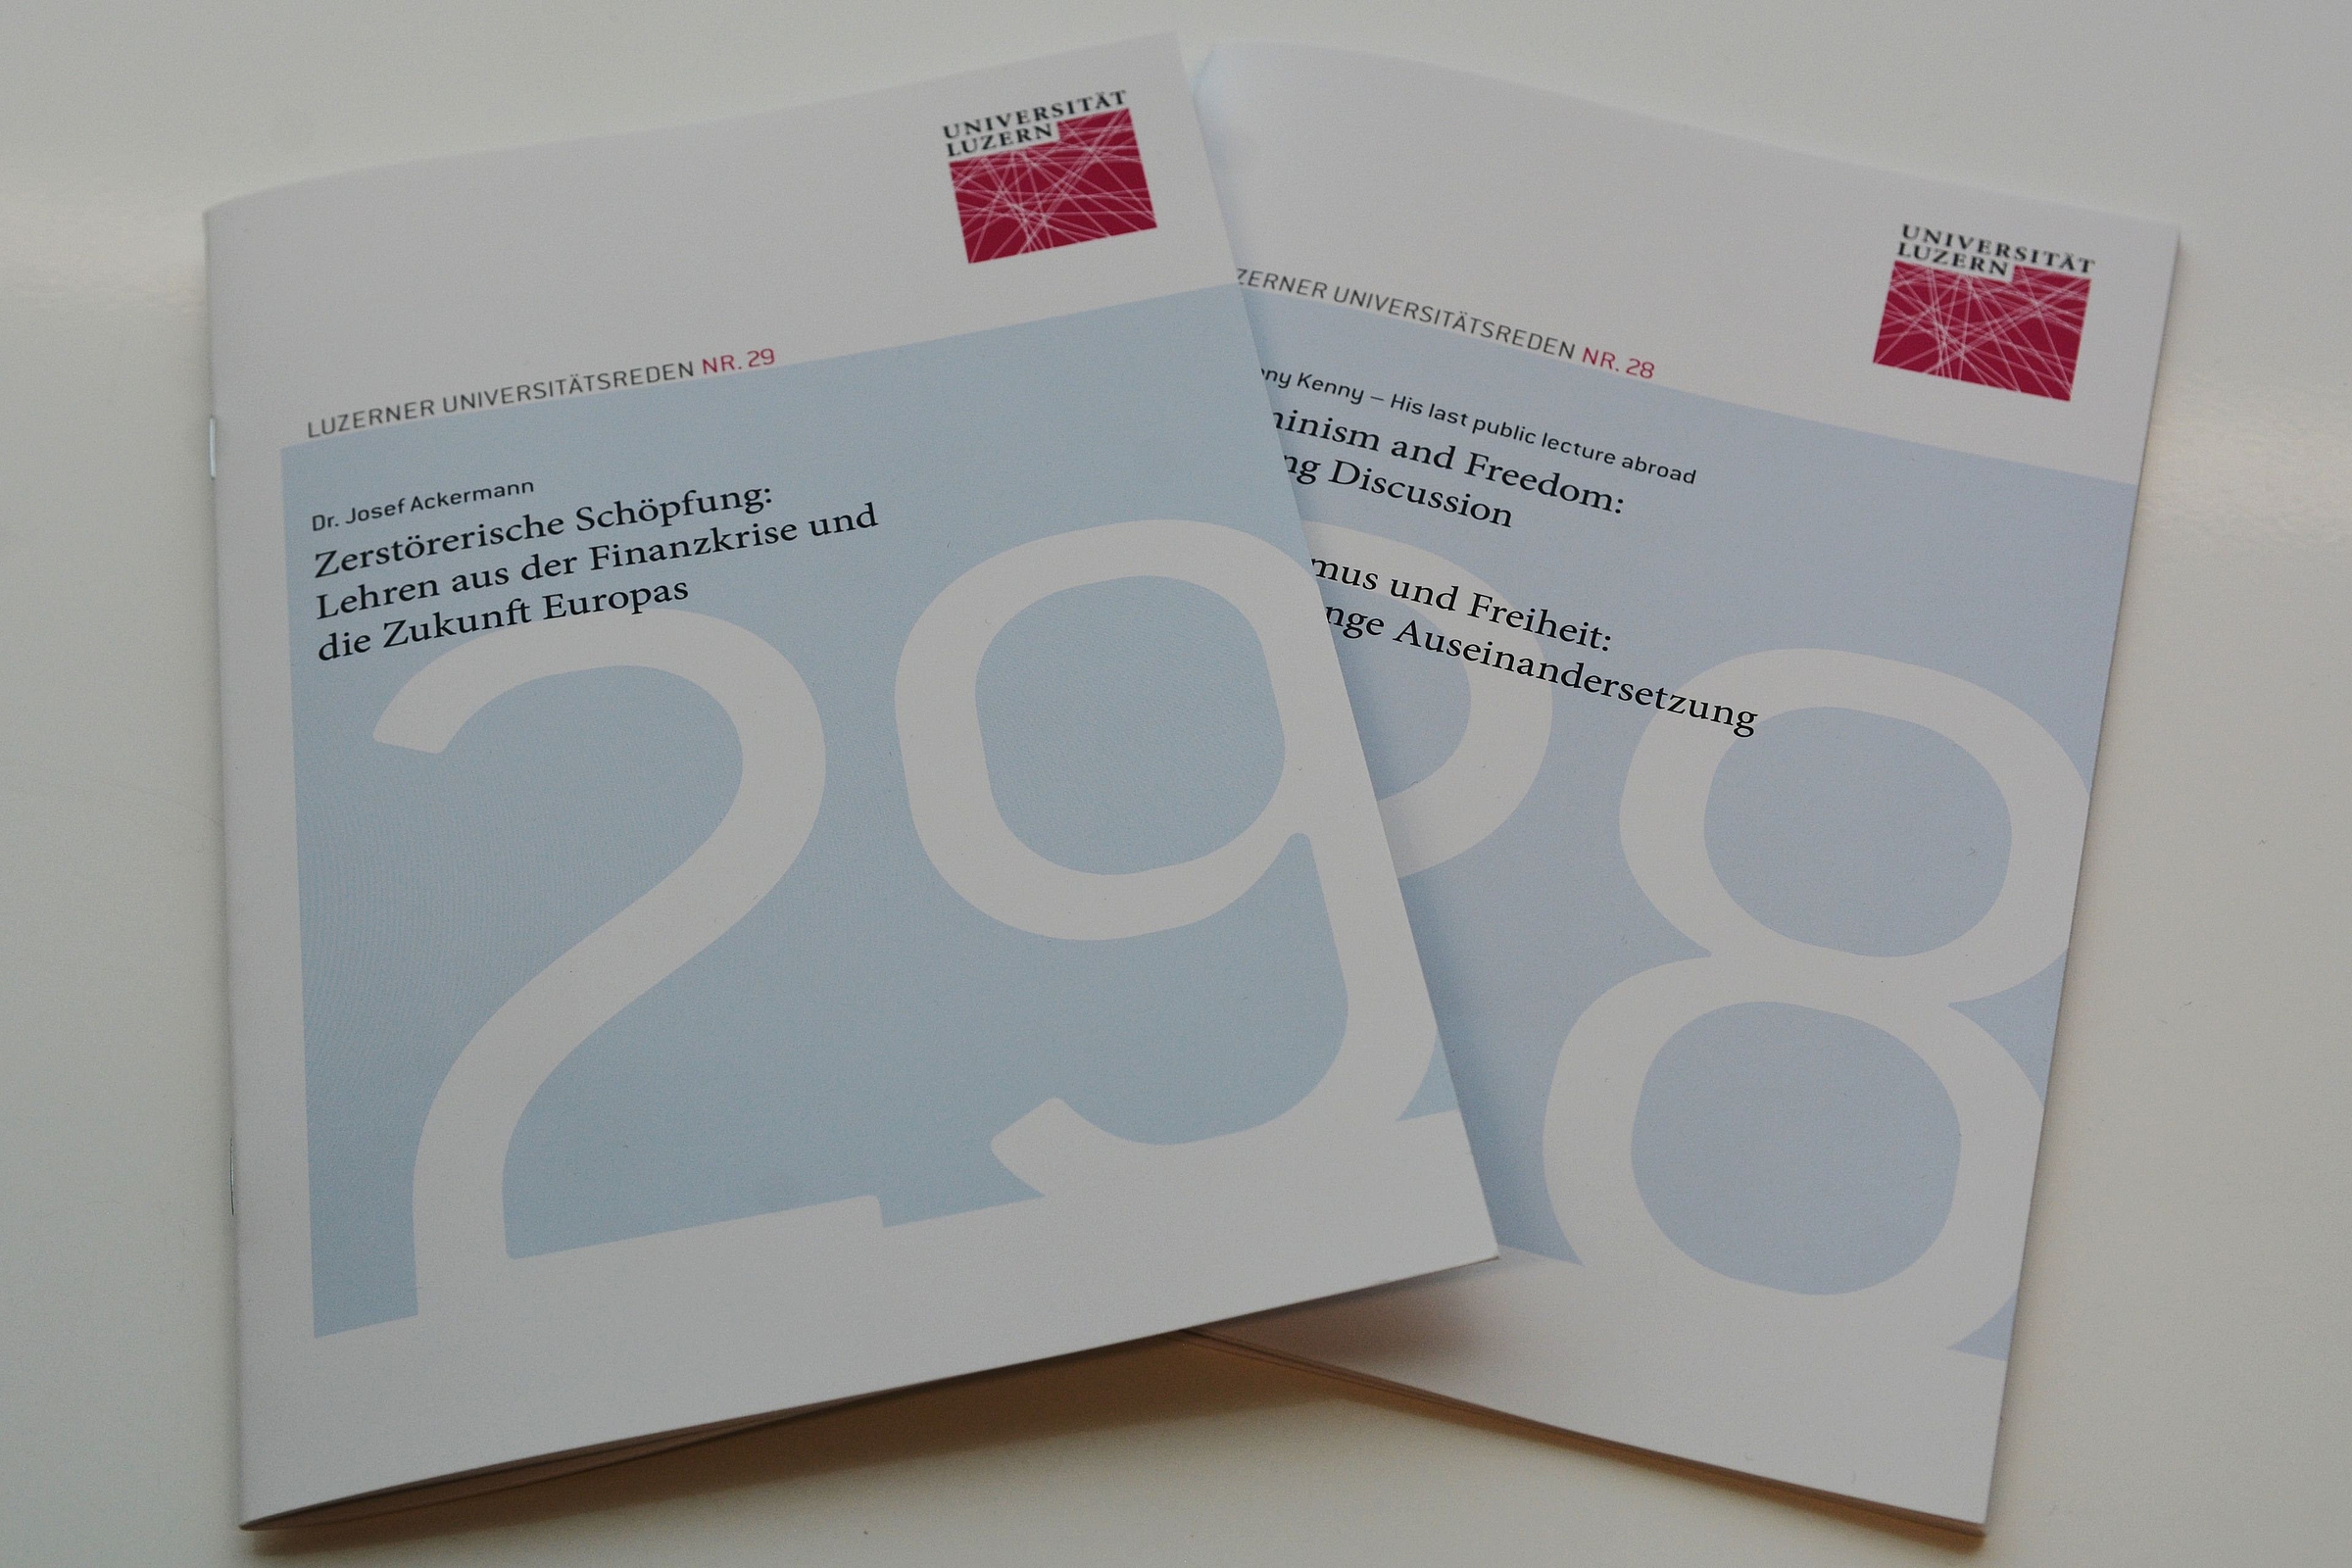 UNIVERSITÄT
LUZERN
LUZERNER UNIVERSITÄTSREDEN NR. 29
Dr. Josef Ackermann
Zerstörerische Schöpfung:
Lehren aus der Finanzkrise und
die Zukunft Europas
29
UNIVERSITÄT
LUZERN
ZERNER UNIVERSITÄTSREDEN NR. 28
ny Kenny – His last public lecture abroad
inism and Freedom:
ng Discussion
mus und Freiheit:
nge Auseinandersetzung
28